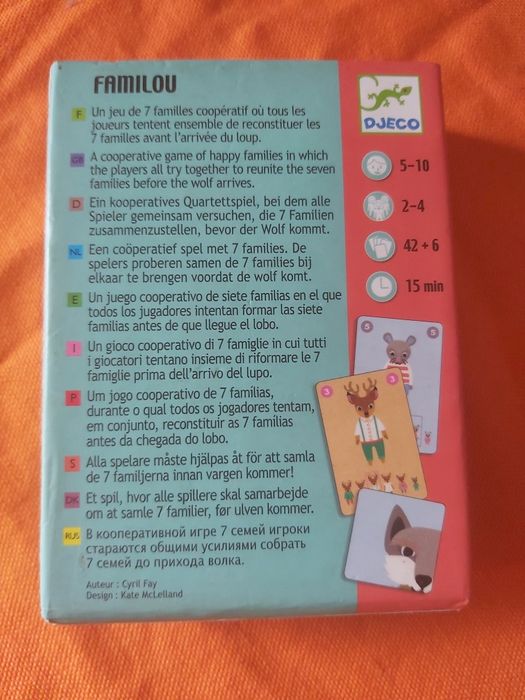 FAMILOU
F Un jeu de 7 familles coopératif où tous les
joueurs tentent ensemble de reconstituer les
7 familles avant l'arrivée du loup.
GB A cooperative game of happy families in which
the players all try together to reunite the seven
families before the wolf arrives.
D Ein kooperatives Quartettspiel, bei dem alle
Spieler gemeinsam versuchen, die 7 Familien
zusammenzustellen, bevor der Wolf kommt.
NL Een coöperatief spel met 7 families. De
spelers proberen samen de 7 families bij
elkaar te brengen voordat de wolf komt.
E Un juego cooperativo de siete familias en el que
todos los jugadores intentan formar las siete
familias antes de que llegue el lobo.
I Un gioco cooperativo di 7 famiglie in cui tutti
i giocatori tentano insieme di riformare le 7
famiglie prima dell'arrivo del lupo.
P Um jogo cooperativo de 7 famílias,
durante o qual todos os jogadores tentam,
em conjunto, reconstituir as 7 famílias
antes da chegada do lobo.
S Alla spelare måste hjälpas åt för att samla
de 7 familjerna innan vargen kommer!
DK Et spil, hvor alle spillere skal samarbejde
om at samle 7 familier, før ulven kommer.
RUS В кооперативной игре 7 семей игроки
стараются общими усилиями собрать
7 семей до прихода волка.
Auteur : Cyril Fay
Design : Kate McLelland
DJECO
5-10
2-4
42 + 6
15 min
5 5
3 3